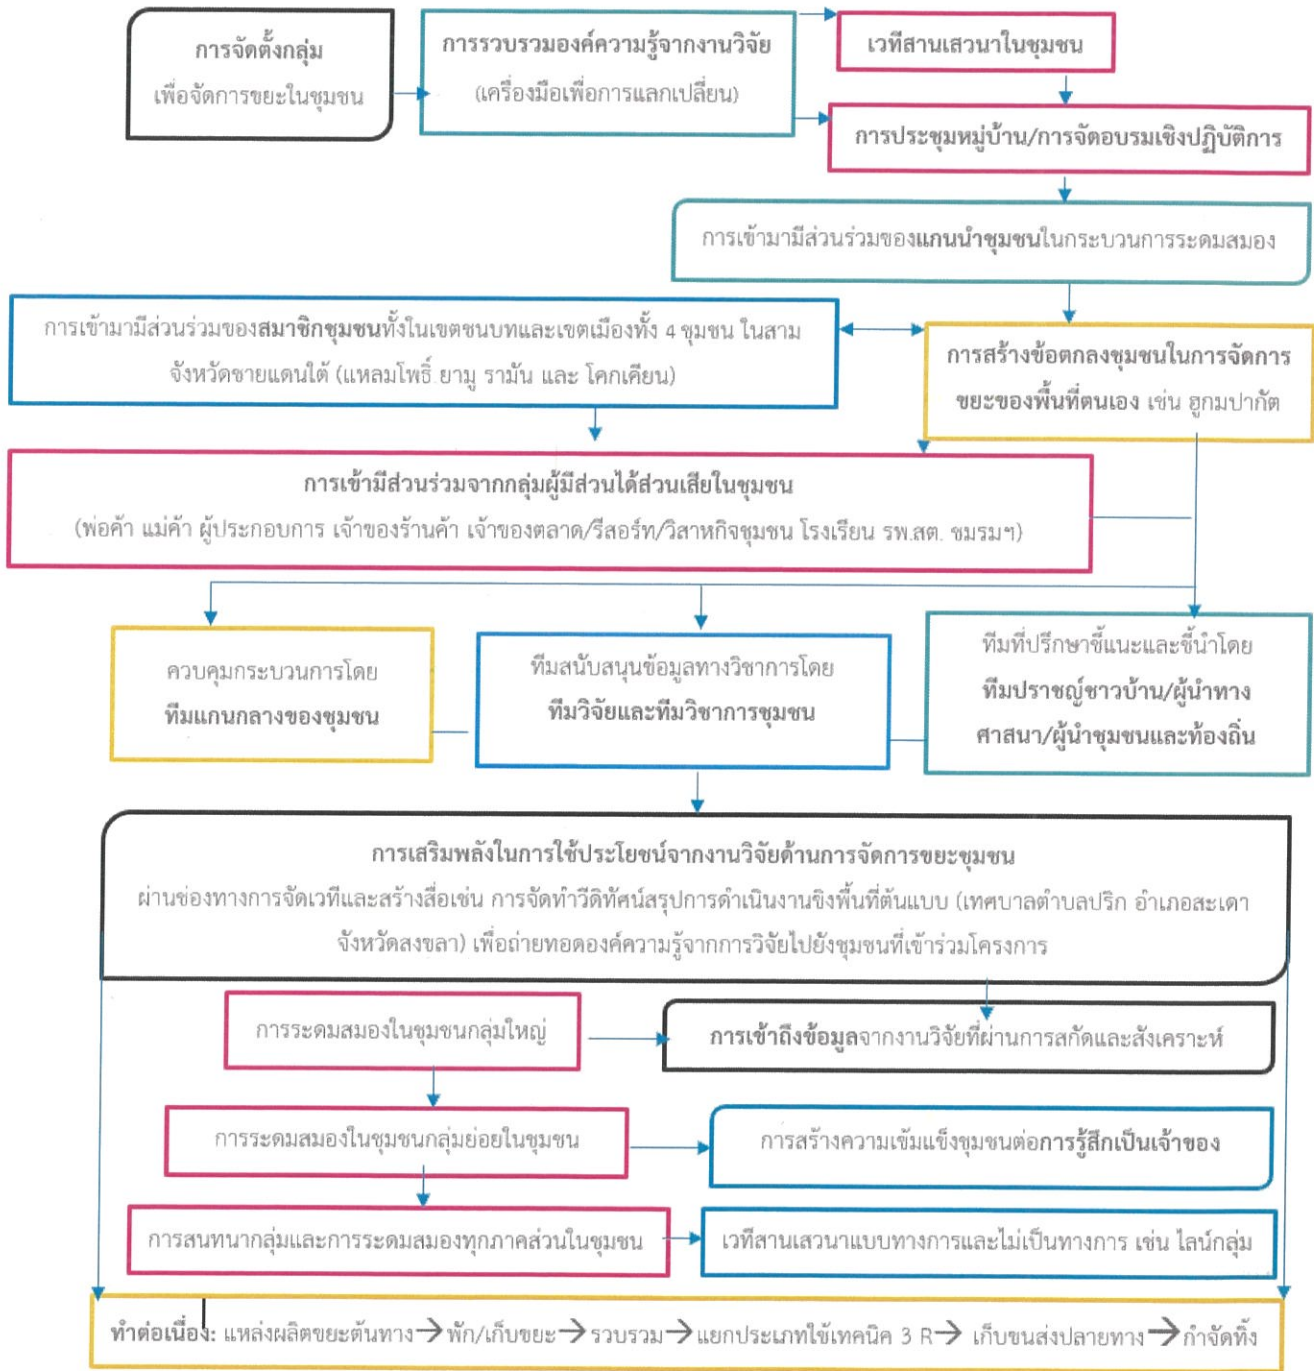 การจัดตั้งกลุ่ม
เพื่อจัดการขยะในชุมชน
การรวบรวมองค์ความรู้จากงานวิจัย
(เครื่องมือเพื่อการแลกเปลี่ยน)
เวทีสานเสวนาในชุมชน
การประชุมหมู่บ้าน/การจัดอบรมเชิงปฏิบัติการ
การเข้ามามีส่วนร่วมของแกนนำชุมชนในกระบวนการระดมสมอง
การเข้ามามีส่วนร่วมของสมาชิกชุมชนทั้งในเขตชนบทและเขตเมืองทั้ง 4 ชุมชน ในสาม
จังหวัดชายแดนใต้ (แหลมโพธิ์ ยามู รามัน และ โคกเคียน)
การสร้างข้อตกลงชุมชนในการจัดการ
ขยะของพื้นที่ตนเอง เช่น ฮูกมปากัต
การเข้ามีส่วนร่วมจากกลุ่มผู้มีส่วนได้ส่วนเสียในชุมชน
(พ่อค้า แม่ค้า ผู้ประกอบการ เจ้าของร้านค้า เจ้าของตลาด/รีสอร์ท/วิสาหกิจชุมชน โรงเรียน รพ.สต. ชมรมฯ)
ควบคุมกระบวนการโดย
ทีมแกนกลางของชุมชน
ทีมสนับสนุนข้อมูลทางวิชาการโดย
ทีมวิจัยและทีมวิชาการชุมชน
ทีมที่ปรึกษาชี้แนะและชี้นำโดย
ทีมปราชญ์ชาวบ้าน/ผู้นำทาง
ศาสนา/ผู้นำชุมชนและท้องถิ่น
การเสริมพลังในการใช้ประโยชน์จากงานวิจัยด้านการจัดการขยะชุมชน
ผ่านช่องทางการจัดเวทีและสร้างสื่อเช่น การจัดทำวีดิทัศน์สรุปการดำเนินงานขิงพื้นที่ต้นแบบ (เทศบาลตำบลปริก อำเภอสะเดา
จังหวัดสงขลา) เพื่อถ่ายทอดองค์ความรู้จากการวิจัยไปยังชุมชนที่เข้าร่วมโครงการ
การระดมสมองในชุมชนกลุ่มใหญ่
การเข้าถึงข้อมูลจากงานวิจัยที่ผ่านการสกัดและสังเคราะห์
การระดมสมองในชุมชนกลุ่มย่อยในชุมชน
การสร้างความเข้มแข็งชุมชนต่อการรู้สึกเป็นเจ้าของ
การสนทนากลุ่มและการระดมสมองทุกภาคส่วนในชุมชน
เวทีสานเสวนาแบบทางการและไม่เป็นทางการ เช่น ไลน์กลุ่ม
ทำต่อเนื่อง: แหล่งผลิตขยะต้นทาง→ พัก/เก็บขยะ→ รวบรวม→ แยกประเภทใช้เทคนิค 3 R→ เก็บขนส่งปลายทาง→ กำจัดทิ้ง